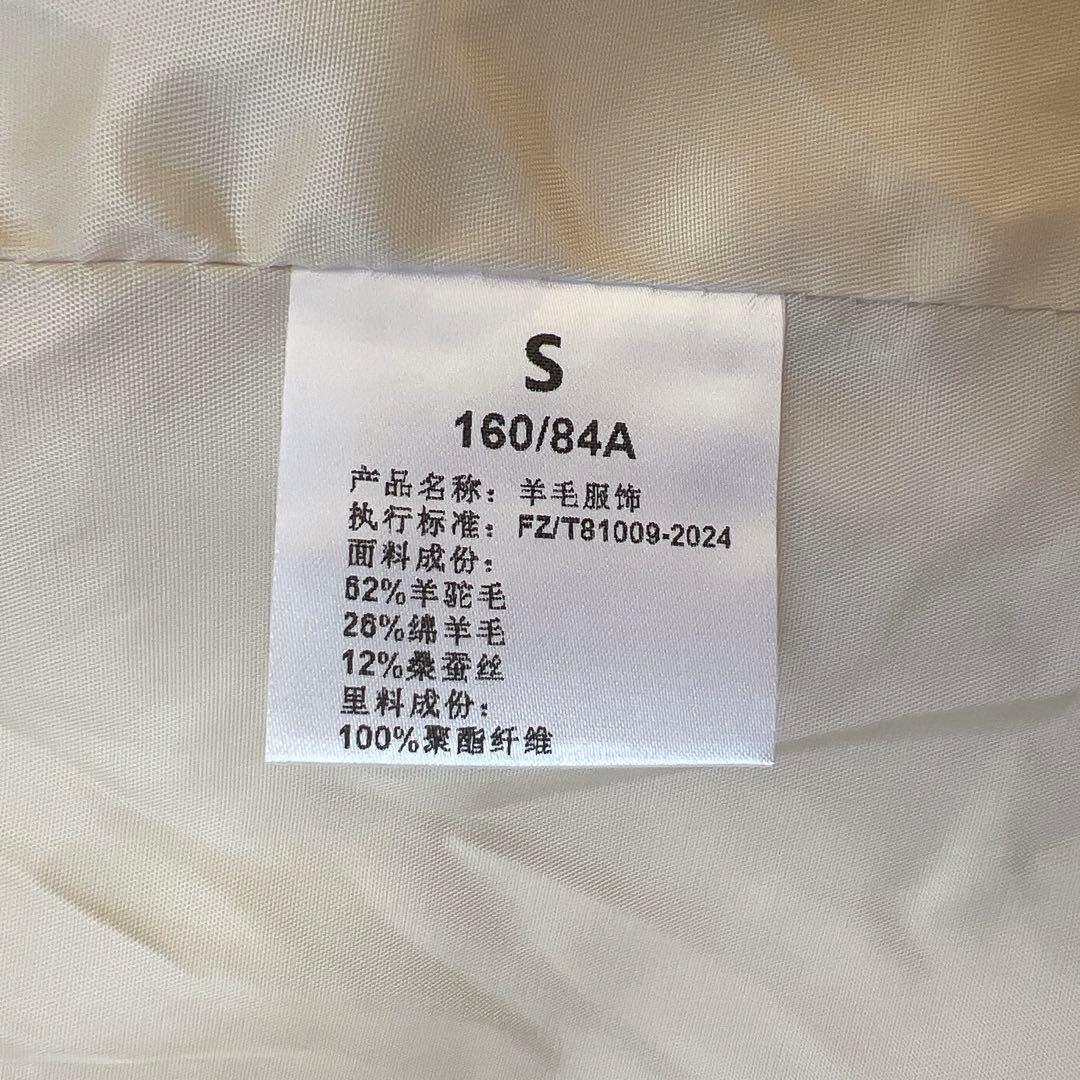 S
160/84A
产品名称：羊毛服饰
执行标准：FZ/T81009-2024
面料成份：
62%羊驼毛
26%绵羊毛
12%桑蚕丝
里料成份：
100%聚酯纤维